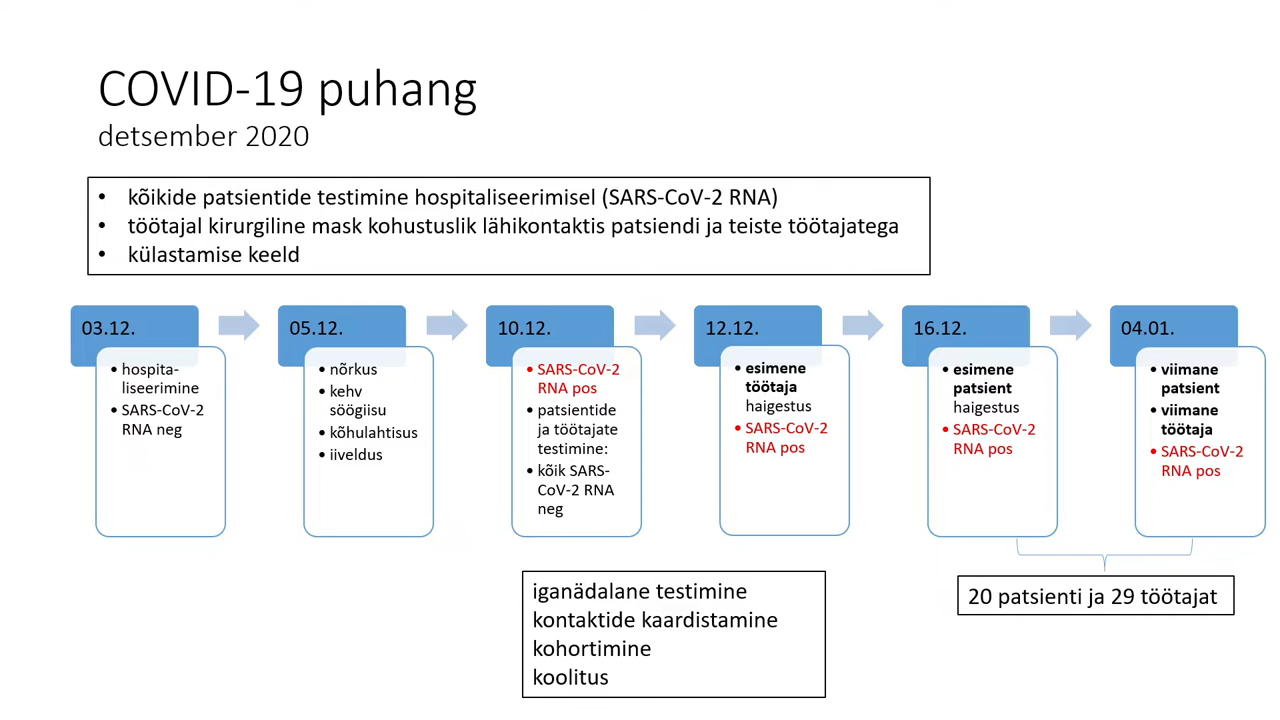 COVID-19 puhang
detsember 2020
• kõikide patsientide testimine hospitaliseerimisel (SARS-CoV-2 RNA)
• töötajal kirurgiline mask kohustuslik lähikontaktis patsiendi ja teiste töötajatega
• külastamise keeld
03.12.
• hospita-
liseerimine
• SARS-CoV-2
RNA neg
05.12.
• nõrkus
• kehv
söögiisu
• kõhulahtisus
• iiveldus
10.12.
• SARS-CoV-2
RNA pos
• patsientide
ja töötajate
testimine:
• kõik SARS-
CoV-2 RNA
neg
12.12.
• esimene
töötaja
haigestus
• SARS-CoV-2
RNA pos
16.12.
• esimene
patsient
haigestus
• SARS-CoV-2
RNA pos
04.01.
• viimane
patsient
• viimane
töötaja
• SARS-CoV-2
RNA pos
iganädalane testimine
kontaktide kaardistamine
kohortimine
koolitus
20 patsienti ja 29 töötajat